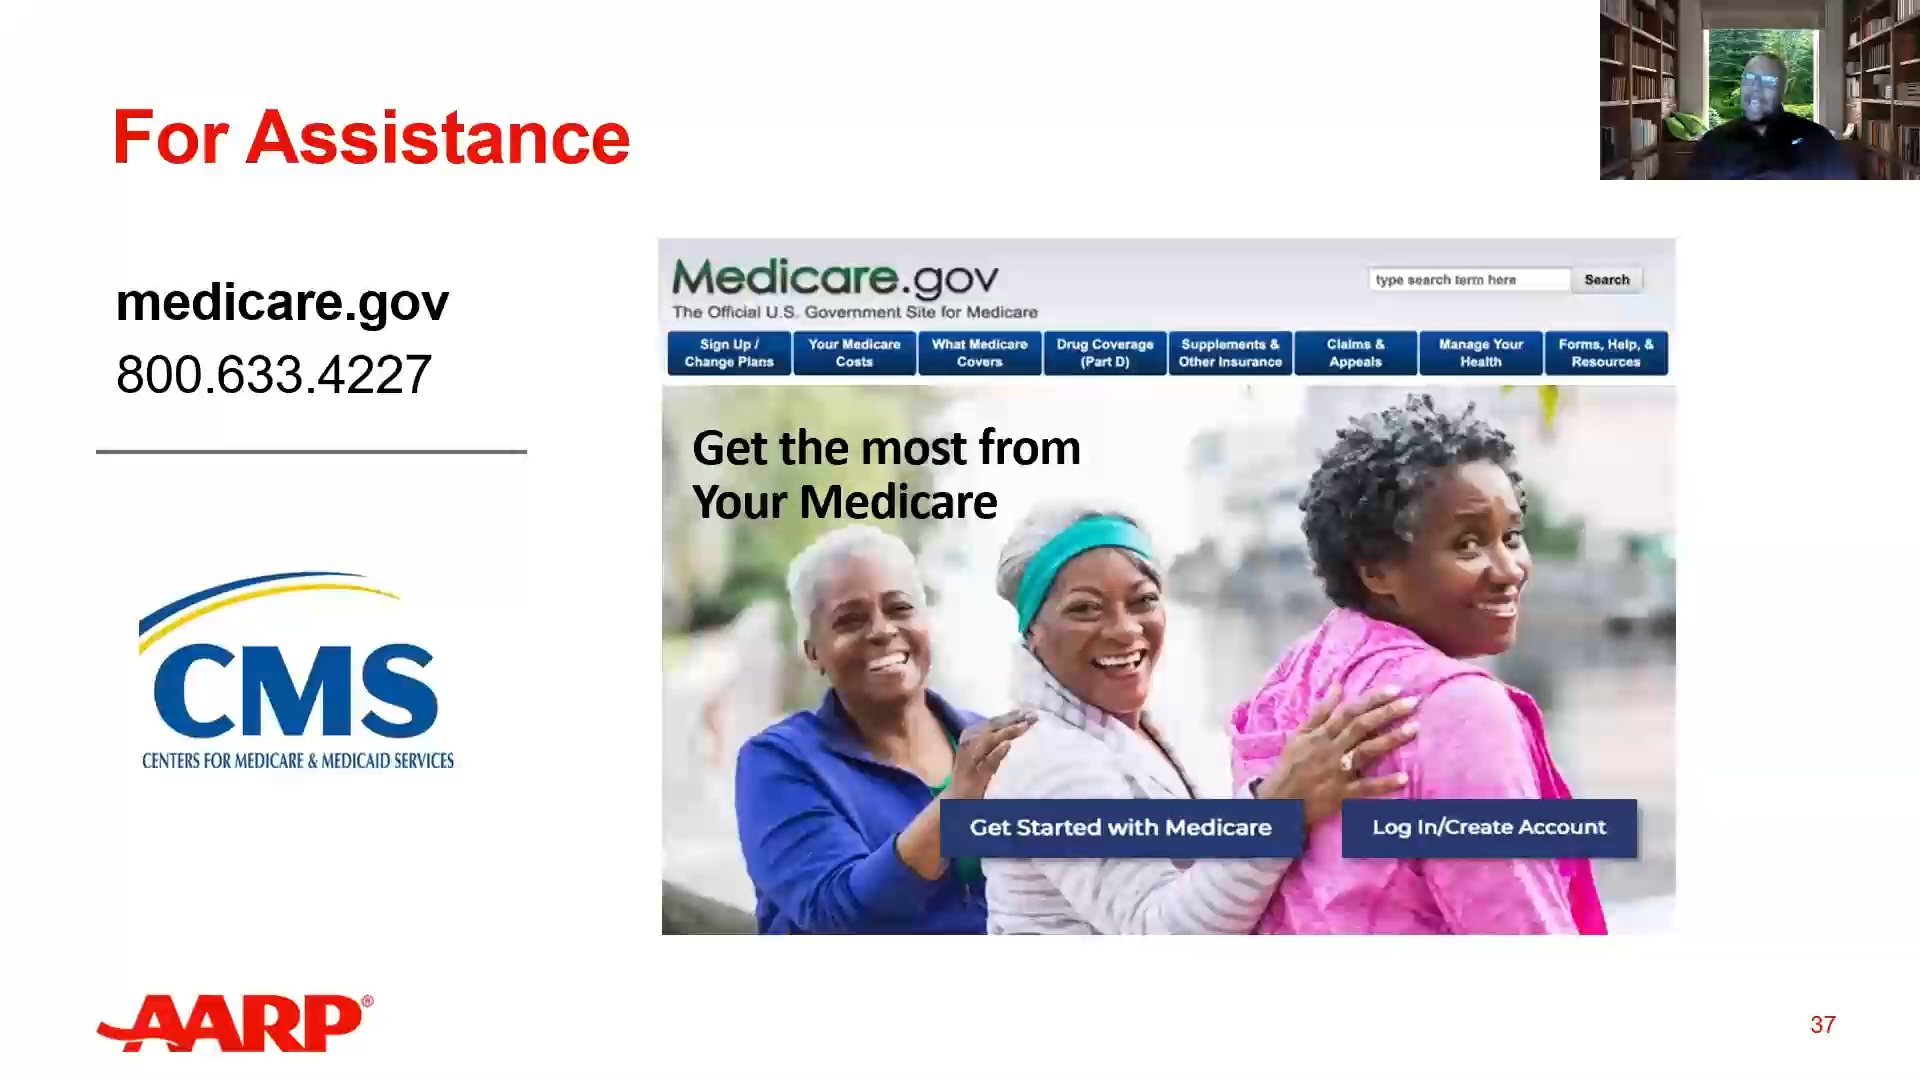 For Assistance
medicare.gov
800.633.4227
CMS
CENTERS FOR MEDICARE & MEDICAID SERVICES
Medicare.gov
The Official U.S. Government Site for Medicare
type search term here
Search
Sign Up / Change Plans
Your Medicare Costs
What Medicare Covers
Drug Coverage (Part D)
Supplements & Other Insurance
Claims & Appeals
Manage Your Health
Forms, Help, & Resources
Get the most from
Your Medicare
Get Started with Medicare
Log In/Create Account
AARP®
37